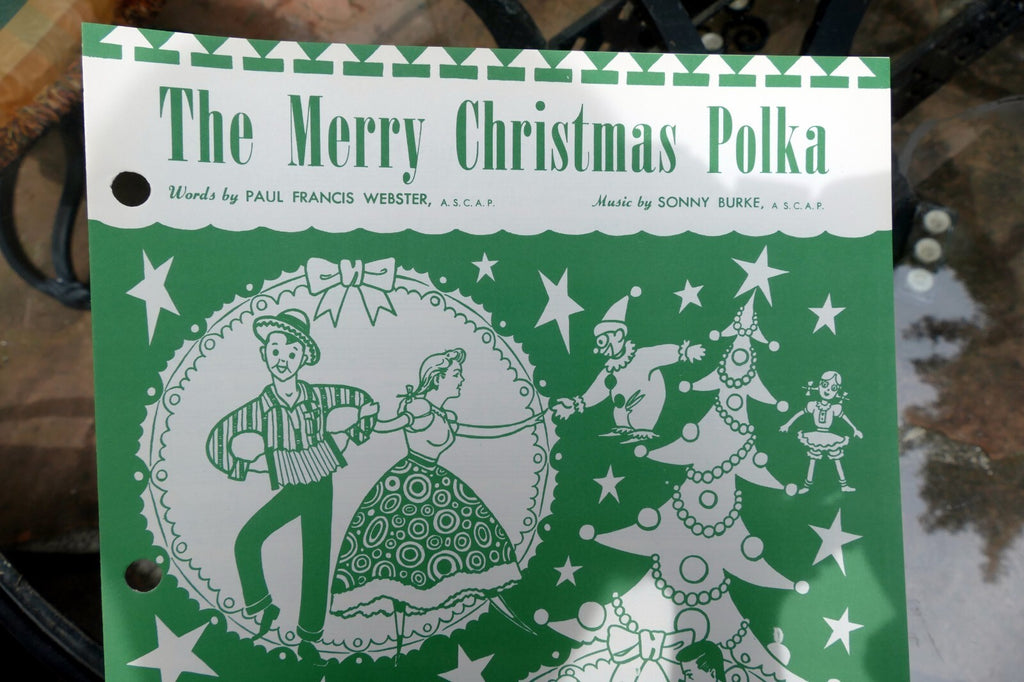 The Merry Christmas Polka
Words by PAUL FRANCIS WEBSTER, A.S.C.A.P. Music by SONNY BURKE, A.S.C.A.P.